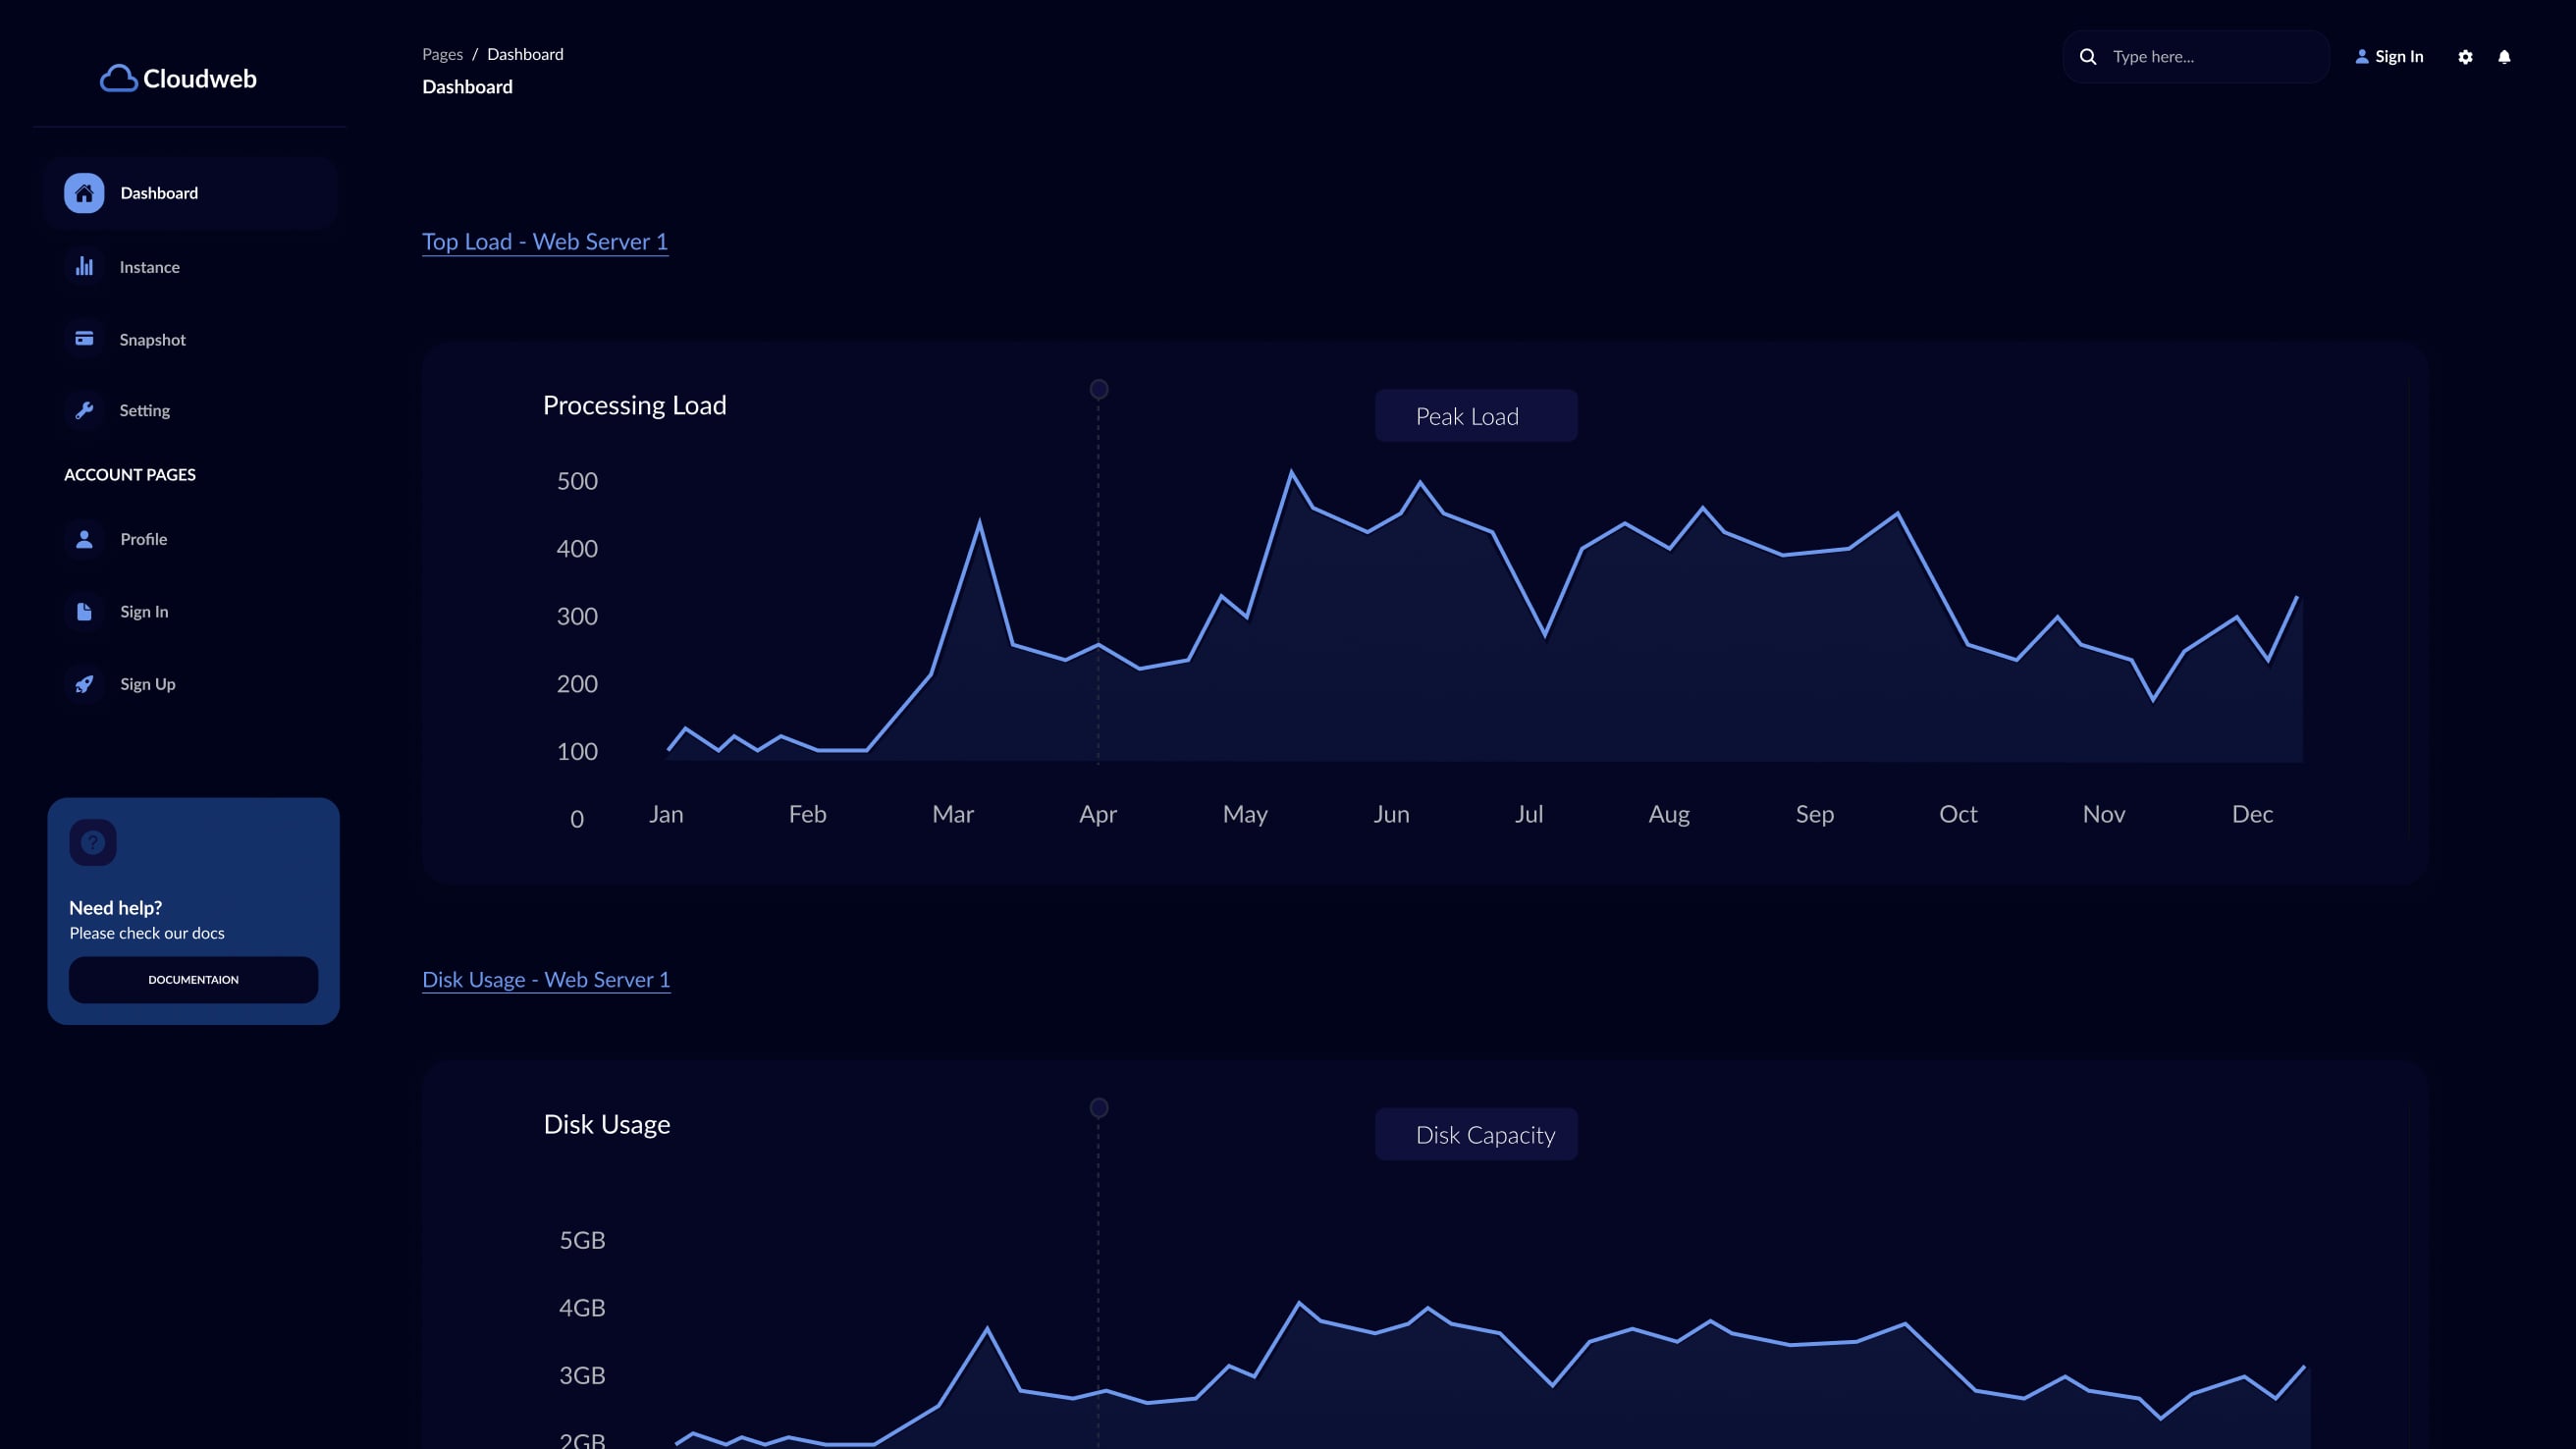 Cloudweb
Pages / Dashboard
Dashboard
Type here...
Sign In
Dashboard
Instance
Snapshot
Setting
ACCOUNT PAGES
Profile
Sign In
Sign Up
?
Need help?
Please check our docs
DOCUMENTAION
Top Load - Web Server 1
Processing Load
Peak Load
500
400
300
200
100
0
Jan Feb Mar Apr May Jun Jul Aug Sep Oct Nov Dec
Disk Usage - Web Server 1
Disk Usage
Disk Capacity
5GB
4GB
3GB
2GB